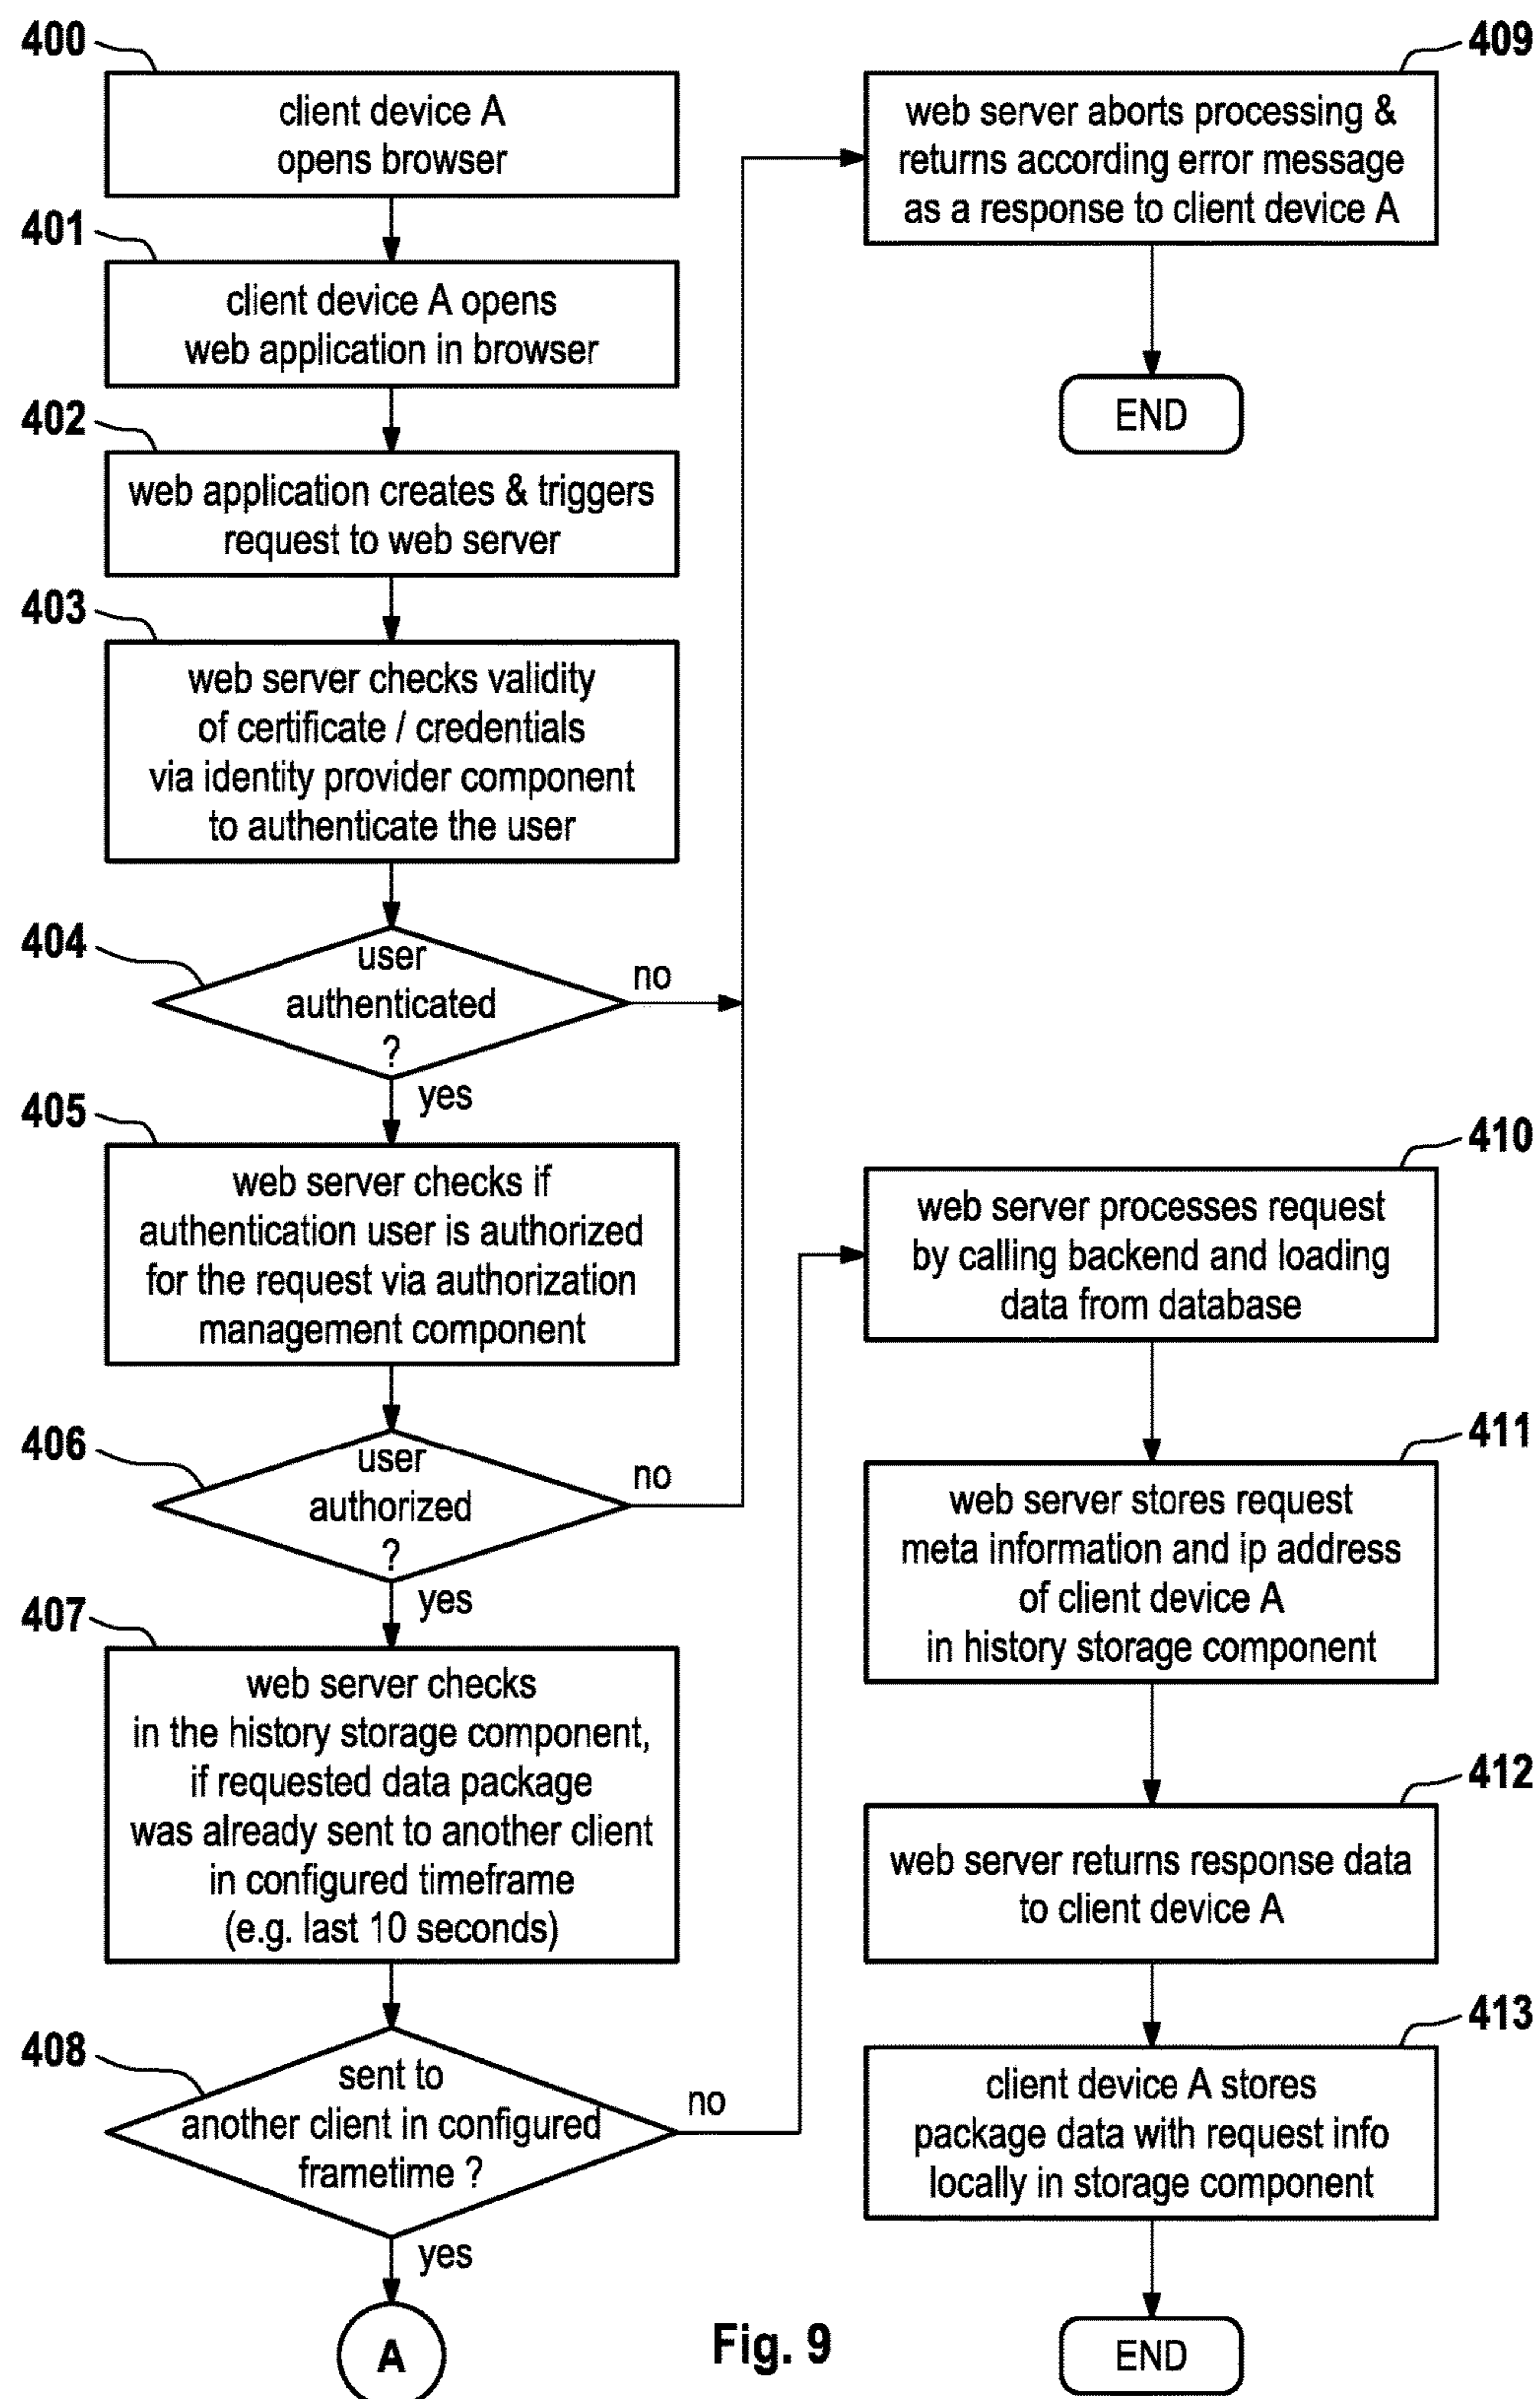 400
client device A
opens browser
401
client device A opens
web application in browser
402
web application creates & triggers
request to web server
403
web server checks validity
of certificate / credentials
via identity provider component
to authenticate the user
404
user
authenticated
?
no
yes
405
web server checks if
authentication user is authorized
for the request via authorization
management component
406
user
authorized
?
no
yes
407
web server checks
in the history storage component,
if requested data package
was already sent to another client
in configured timeframe
(e.g. last 10 seconds)
408
sent to
another client in configured
frametime ?
no
yes
A
409
web server aborts processing &
returns according error message
as a response to client device A
END
410
web server processes request
by calling backend and loading
data from database
411
web server stores request
meta information and ip address
of client device A
in history storage component
412
web server returns response data
to client device A
413
client device A stores
package data with request info
locally in storage component
END
Fig. 9